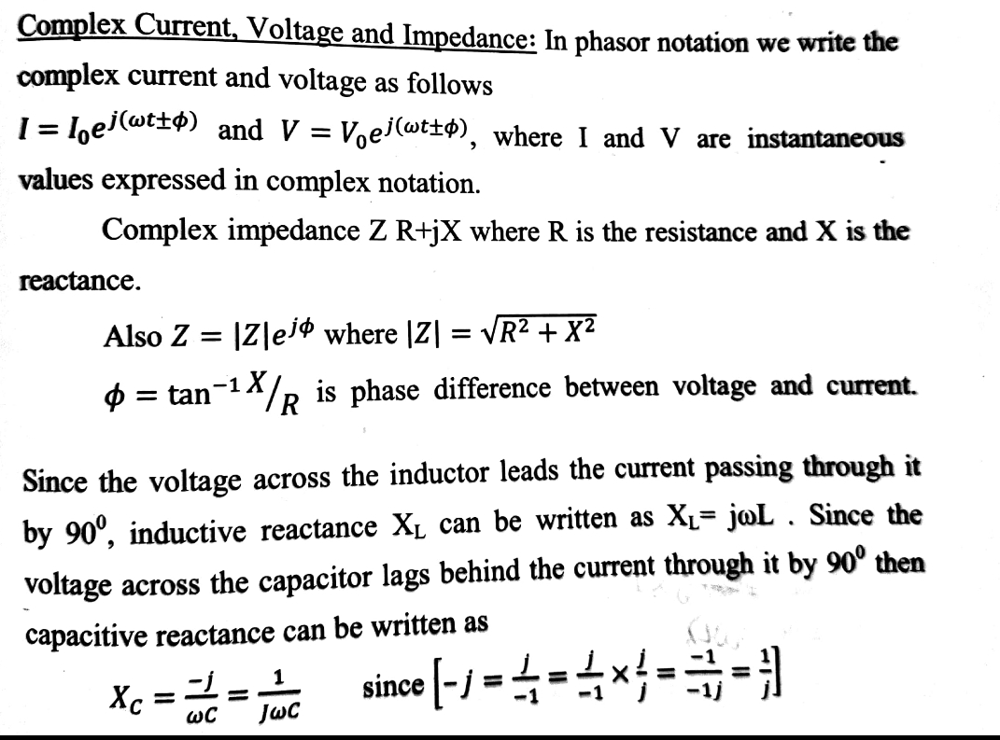 Complex Current, Voltage and Impedance: In phasor notation we write the
complex current and voltage as follows
I = I₀e^{j(ωt±ϕ)} and V = V₀e^{j(ωt±ϕ)}, where I and V are instantaneous
values expressed in complex notation.
Complex impedance Z R+jX where R is the resistance and X is the
reactance.
Also Z = |Z|e^{jϕ} where |Z| = √(R² + X²)
ϕ = tan⁻¹ X/R is phase difference between voltage and current.
Since the voltage across the inductor leads the current passing through it
by 90⁰, inductive reactance X_L can be written as X_L= jωL . Since the
voltage across the capacitor lags behind the current through it by 90⁰ then
capacitive reactance can be written as
X_C = -j/ωC = 1/JωC since [-j = j/-1 = j/-1 × j/j = -1/-1j = 1/j]